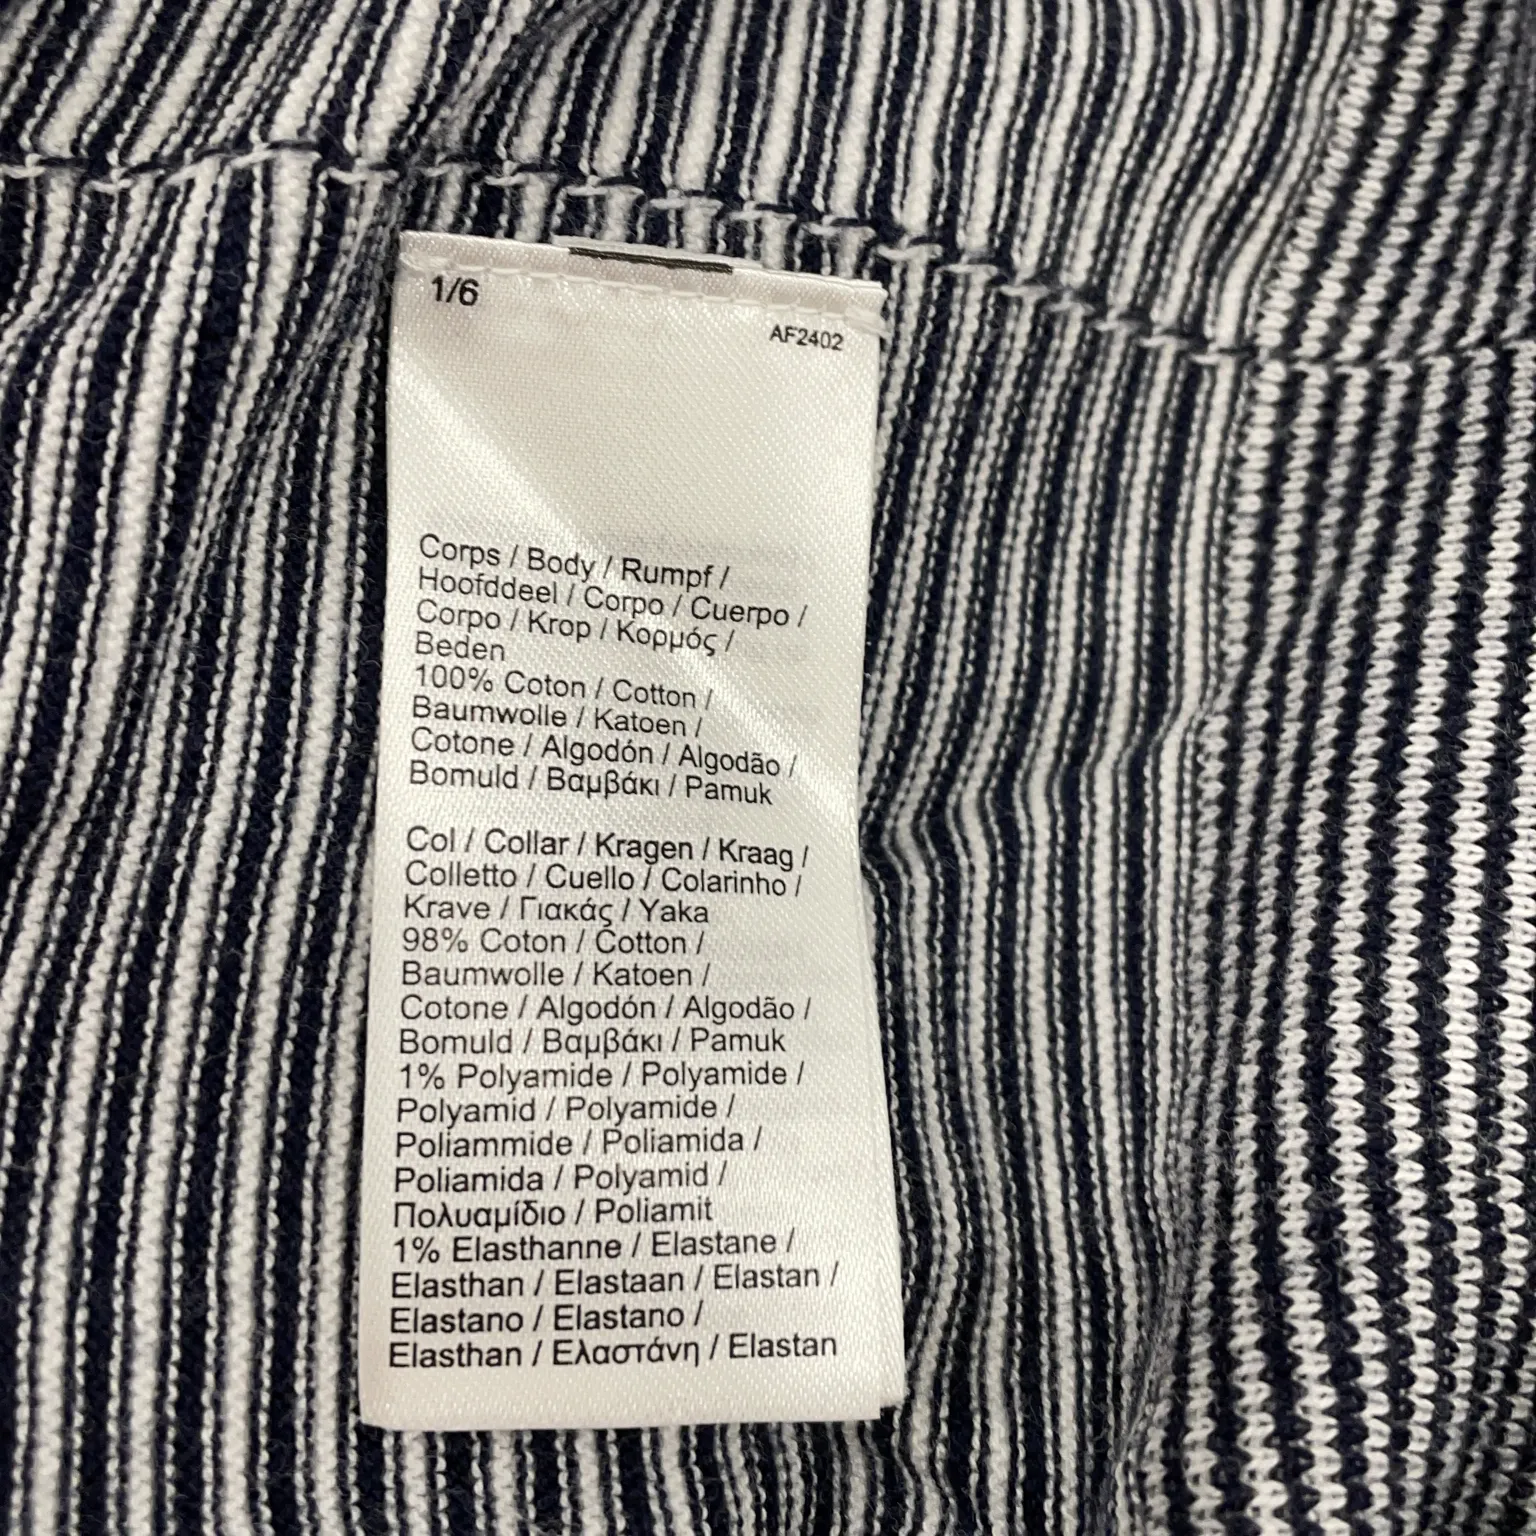 1/6
AF2402
Corps / Body / Rumpf /
Hoofddeel / Corpo / Cuerpo /
Corpo / Krop / Κορμός /
Beden
100% Coton / Cotton /
Baumwolle / Katoen /
Cotone / Algodón / Algodão /
Bomuld / Βαμβάκι / Pamuk
Col / Collar / Kragen / Kraag /
Colletto / Cuello / Colarinho /
Krave / Γιακάς / Yaka
98% Coton / Cotton /
Baumwolle / Katoen /
Cotone / Algodón / Algodão /
Bomuld / Βαμβάκι / Pamuk
1% Polyamide / Polyamide /
Polyamid / Polyamide /
Poliammide / Poliamida /
Poliamida / Polyamid /
Πολυαμίδιο / Poliamit
1% Elasthanne / Elastane /
Elasthan / Elastaan / Elastan /
Elastano / Elastano /
Elasthan / Ελαστάνη / Elastan